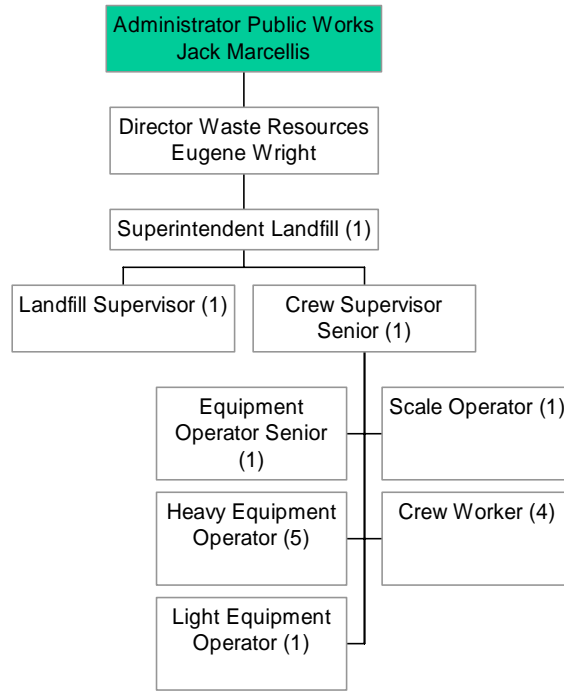 Administrator Public Works
Jack Marcellis
Director Waste Resources
Eugene Wright
Superintendent Landfill (1)
Landfill Supervisor (1)
Crew Supervisor
Senior (1)
Equipment
Operator Senior
(1)
Scale Operator (1)
Heavy Equipment
Operator (5)
Crew Worker (4)
Light Equipment
Operator (1)